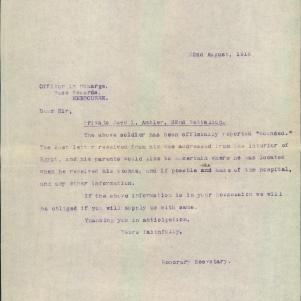 22nd August, 1916
Officer in Charge,
Base Records,
MELBOURNE.
Dear Sir,
Private 2. Antler, 32nd Battalion.
The above soldier has been officially reported "wounded."
The last letter received from him was addressed from the interior of
Egypt, and his parents would like to ascertain where he was located
when he received his wounds, and if possible the name of the hospital,
and any other information.
If the above information is in your possession we will
be obliged if you will supply us with same.
Thanking you in anticipation,
Yours faithfully,
Honorary Secretary.